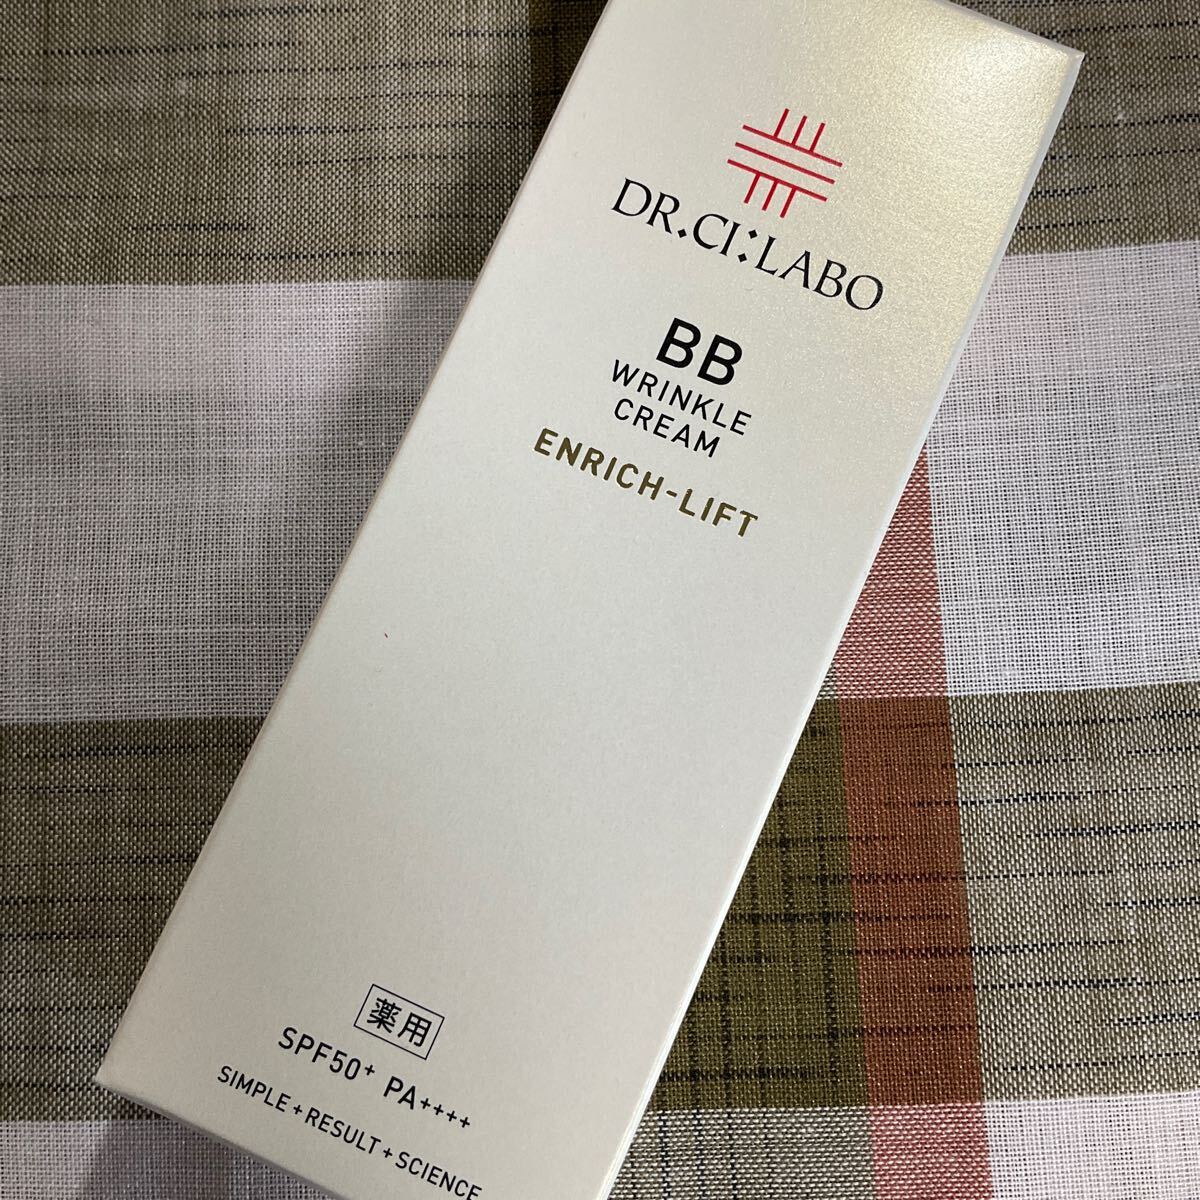 DR.CI:LABO
BB
WRINKLE
CREAM
ENRICH-LIFT
薬用
SPF50+ PA++++
SIMPLE+RESULT+SCIENCE